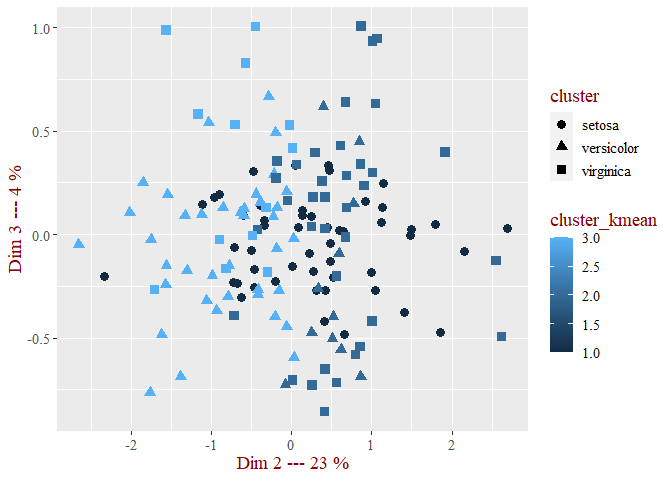 1.0
0.5
0.0
-0.5
-2
-1
0
1
2
Dim 2 --- 23 %
Dim 3 --- 4 %
cluster
setosa
versicolor
virginica
cluster_kmean
3.0
2.5
2.0
1.5
1.0